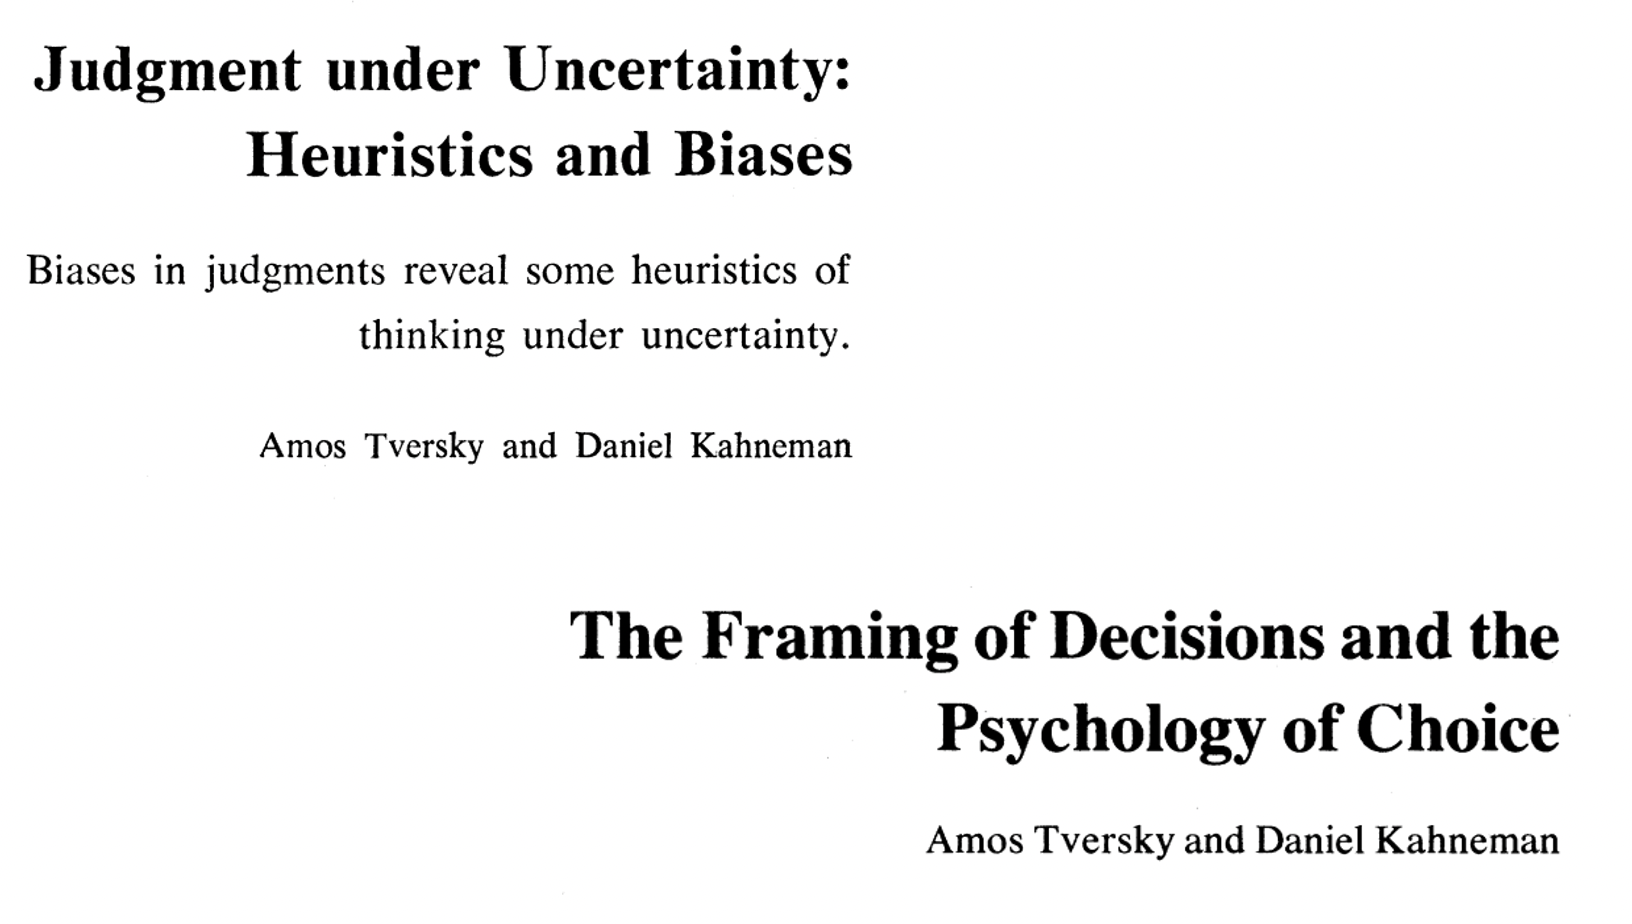 Judgment under Uncertainty:
Heuristics and Biases
Biases in judgments reveal some heuristics of
thinking under uncertainty.
Amos Tversky and Daniel Kahneman
The Framing of Decisions and the
Psychology of Choice
Amos Tversky and Daniel Kahneman